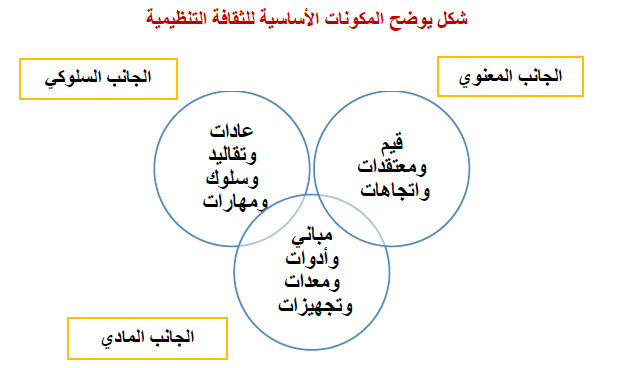 شكل يوضح المكونات الأساسية للثقافة التنظيمية
الجانب المعنوي
الجانب السلوكي
قيم
ومعتقدات
واتجاهات
عادات
وتقاليد
وسلوك
ومهارات
مباني
وأدوات
ومعدات
وتجهيزات
الجانب المادي